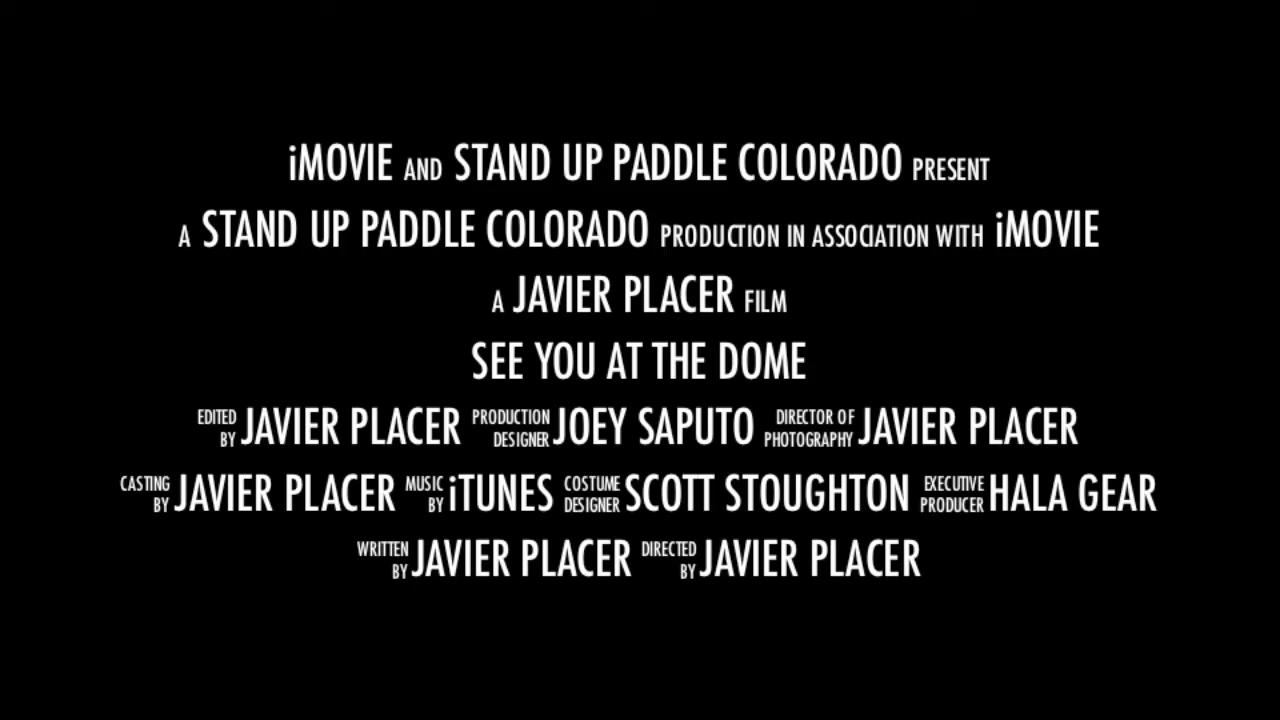 iMOVIE AND STAND UP PADDLE COLORADO PRESENT
A STAND UP PADDLE COLORADO PRODUCTION IN ASSOCIATION WITH iMOVIE
A JAVIER PLACER FILM
SEE YOU AT THE DOME
EDITED BY JAVIER PLACER PRODUCTION DESIGNER JOEY SAPUTO DIRECTOR OF PHOTOGRAPHY JAVIER PLACER
CASTING BY JAVIER PLACER MUSIC BY iTUNES COSTUME DESIGNER SCOTT STOUGHTON EXECUTIVE PRODUCER HALA GEAR
WRITTEN BY JAVIER PLACER DIRECTED BY JAVIER PLACER